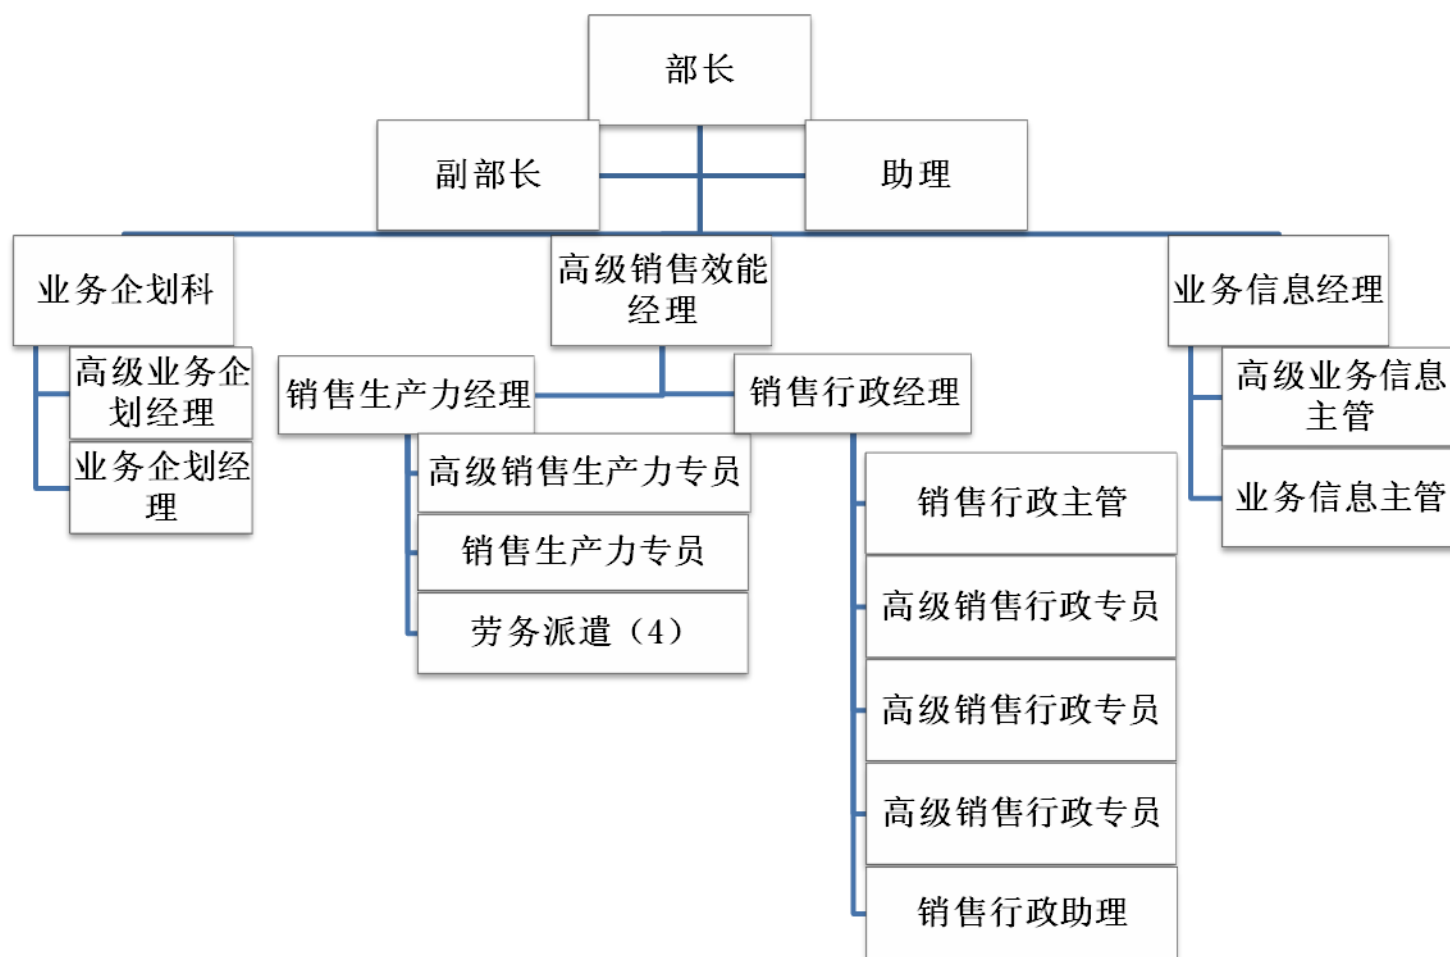 部长
副部长
助理
业务企划科
高级销售效能
经理
业务信息经理
高级业务企
划经理
业务企划经
理
销售生产力经理
高级销售生产力专员
销售生产力专员
劳务派遣（4）
销售行政经理
销售行政主管
高级销售行政专员
高级销售行政专员
高级销售行政专员
销售行政助理
高级业务信息
主管
业务信息主管